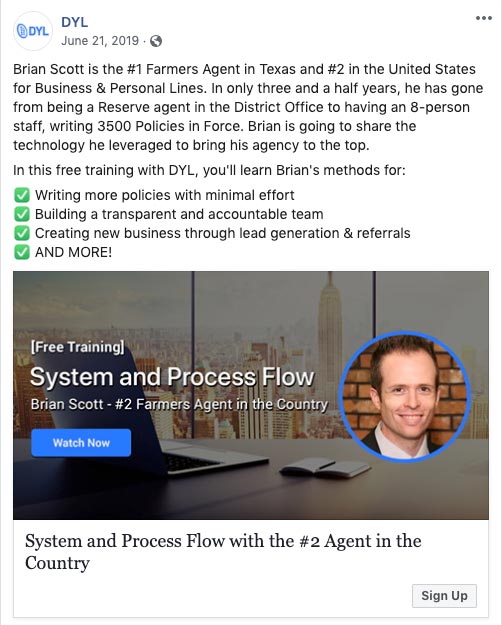 DYL
DYL
June 21, 2019 ·
Brian Scott is the #1 Farmers Agent in Texas and #2 in the United States
for Business & Personal Lines. In only three and a half years, he has gone
from being a Reserve agent in the District Office to having an 8-person
staff, writing 3500 Policies in Force. Brian is going to share the
technology he leveraged to bring his agency to the top.
In this free training with DYL, you'll learn Brian's methods for:
✅ Writing more policies with minimal effort
✅ Building a transparent and accountable team
✅ Creating new business through lead generation & referrals
✅ AND MORE!
[Free Training]
System and Process Flow
Brian Scott - #2 Farmers Agent in the Country
Watch Now
System and Process Flow with the #2 Agent in the
Country
Sign Up